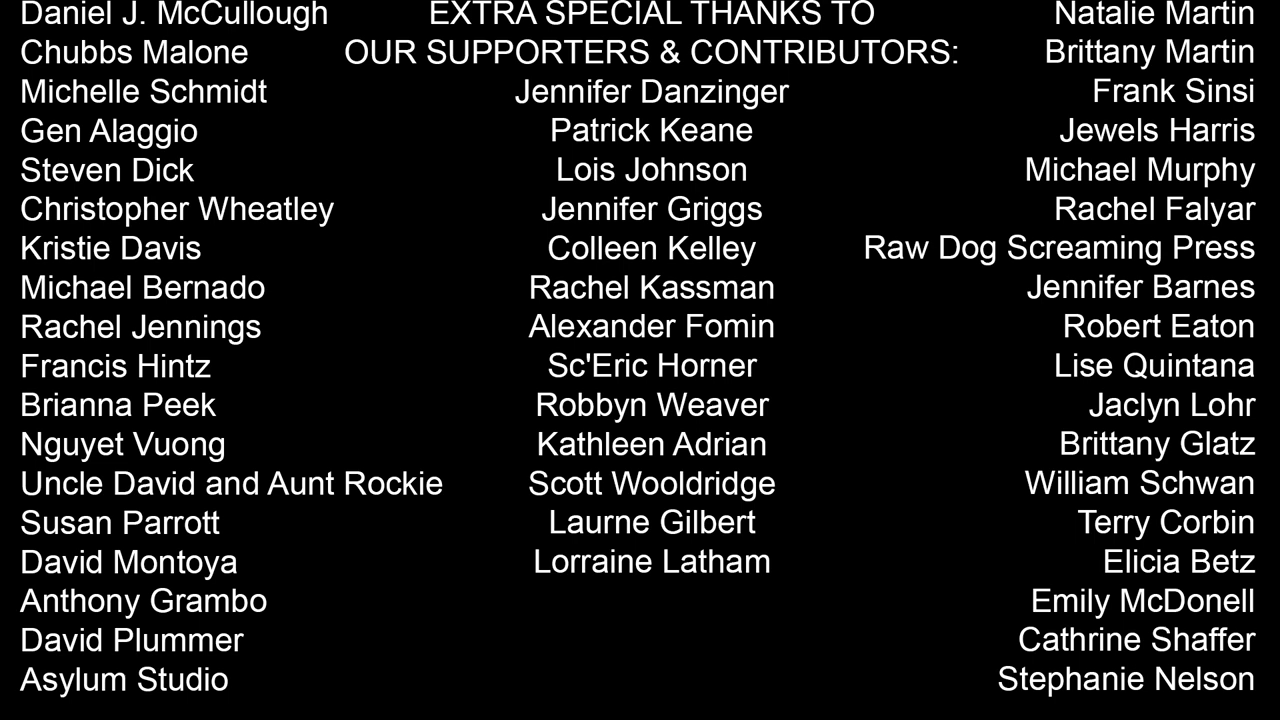 Daniel J. McCullough
Chubbs Malone
Michelle Schmidt
Gen Alaggio
Steven Dick
Christopher Wheatley
Kristie Davis
Michael Bernado
Rachel Jennings
Francis Hintz
Brianna Peek
Nguyet Vuong
Uncle David and Aunt Rockie
Susan Parrott
David Montoya
Anthony Grambo
David Plummer
Asylum Studio
EXTRA SPECIAL THANKS TO
OUR SUPPORTERS & CONTRIBUTORS:
Jennifer Danzinger
Patrick Keane
Lois Johnson
Jennifer Griggs
Colleen Kelley
Rachel Kassman
Alexander Fomin
Sc'Eric Horner
Robbyn Weaver
Kathleen Adrian
Scott Wooldridge
Laurne Gilbert
Lorraine Latham
Natalie Martin
Brittany Martin
Frank Sinsi
Jewels Harris
Michael Murphy
Rachel Falyar
Raw Dog Screaming Press
Jennifer Barnes
Robert Eaton
Lise Quintana
Jaclyn Lohr
Brittany Glatz
William Schwan
Terry Corbin
Elicia Betz
Emily McDonell
Cathrine Shaffer
Stephanie Nelson